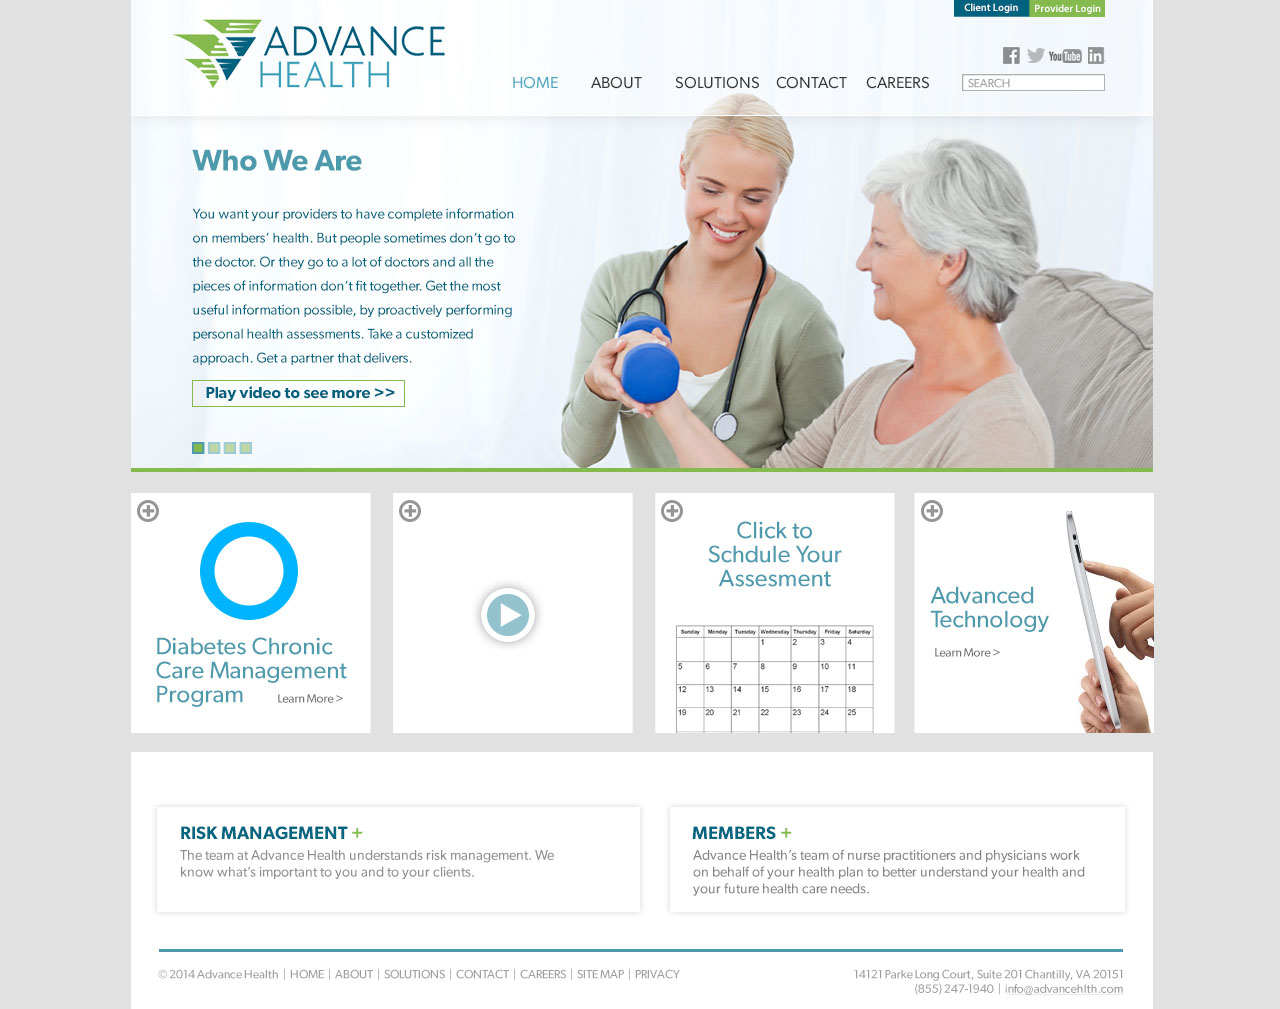 Client Login
Provider Login
ADVANCE
HEALTH
YouTube
in
HOME ABOUT SOLUTIONS CONTACT CAREERS
SEARCH
Who We Are
You want your providers to have complete information
on members' health. But people sometimes don't go to
the doctor. Or they go to a lot of doctors and all the
pieces of information don't fit together. Get the most
useful information possible, by proactively performing
personal health assessments. Take a customized
approach. Get a partner that delivers.
Play video to see more >>
Diabetes Chronic
Care Management
Program
Learn More >
Click to
Schdule Your
Assesment
Sunday Monday Tuesday Wednesday Thursday Friday Saturday
1 2 3 4
5 6 7 8 9 10 11
12 13 14 15 16 17 18
19 20 21 22 23 24 25
Advanced
Technology
Learn More >
RISK MANAGEMENT +
The team at Advance Health understands risk management. We
know what's important to you and to your clients.
MEMBERS +
Advance Health's team of nurse practitioners and physicians work
on behalf of your health plan to better understand your health and
your future health care needs.
© 2014 Advance Health | HOME | ABOUT | SOLUTIONS | CONTACT | CAREERS | SITE MAP | PRIVACY
14121 Parke Long Court, Suite 201 Chantilly, VA 20151
(855) 247-1940 | info@advancehlth.com